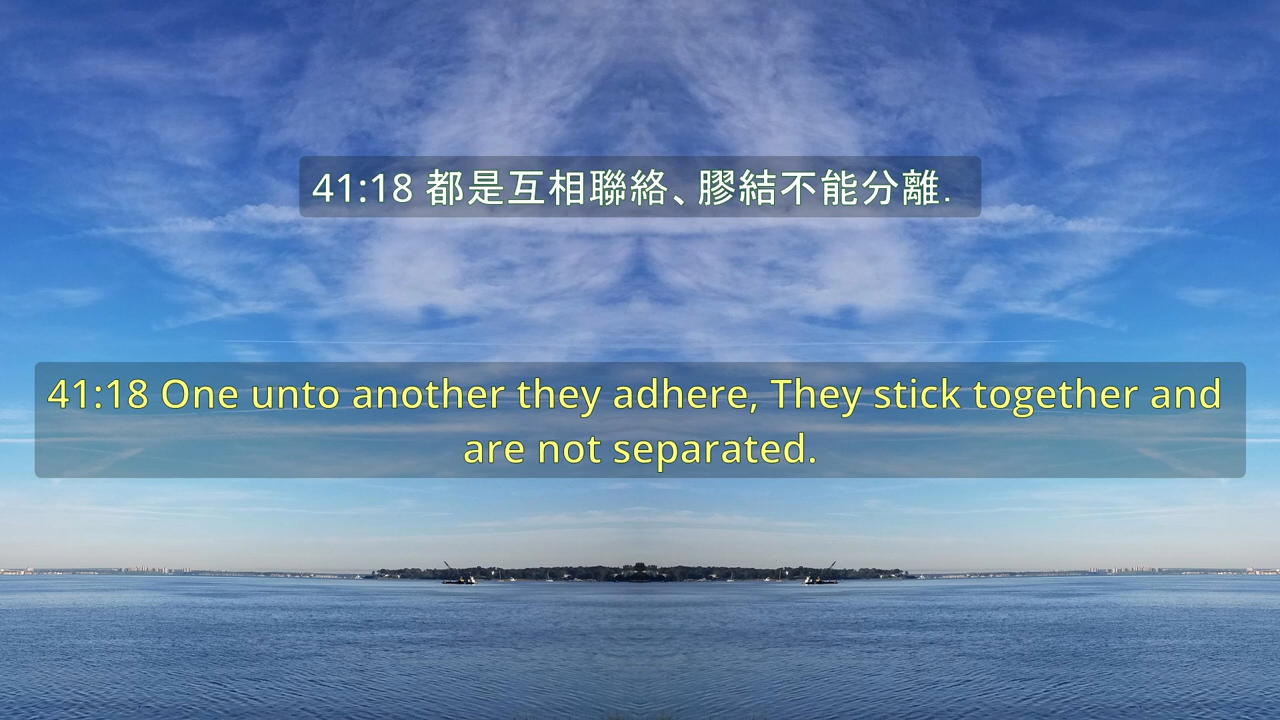 41:18 都是互相聯絡、膠結不能分離.
41:18 One unto another they adhere, They stick together and
are not separated.